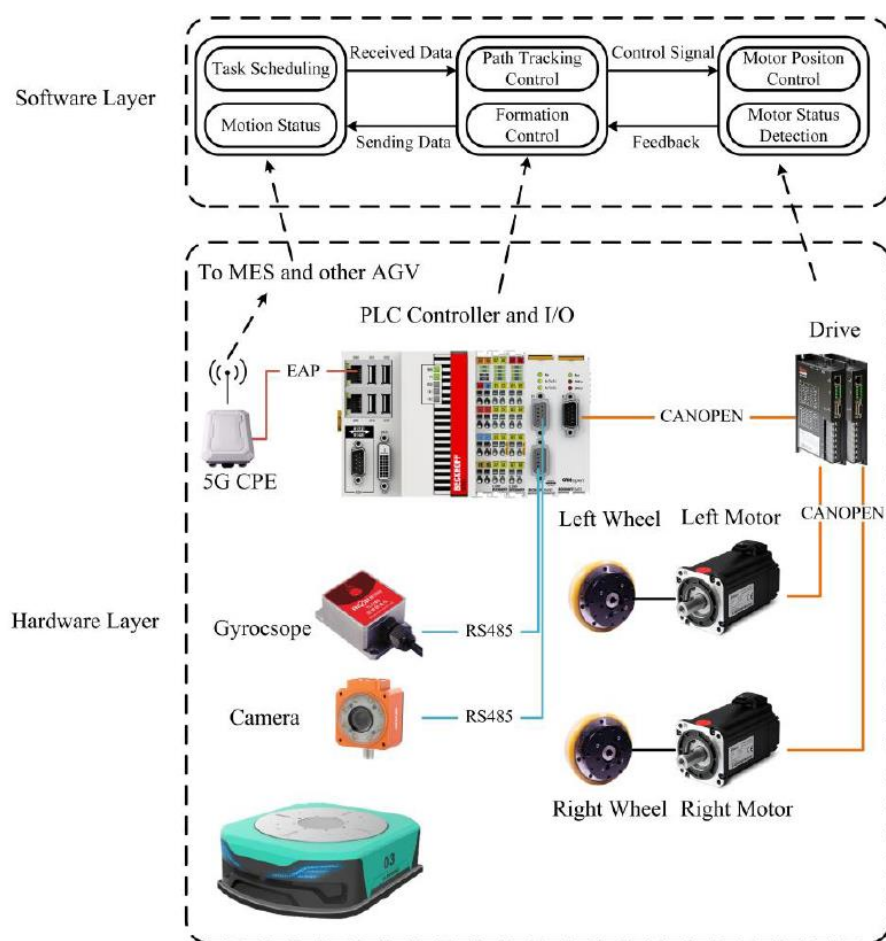 Task Scheduling
Received Data
Path Tracking
Control
Control Signal
Motor Positon
Control
Software Layer
Motion Status
Sending Data
Formation
Control
Feedback
Motor Status
Detection
To MES and other AGV
PLC Controller and I/O
Drive
EAP
CANOPEN
BECKHOFF
5G CPE
Left Wheel
Left Motor
CANOPEN
Hardware Layer
Gyrocsope
RS485
Camera
RS485
Right Wheel
Right Motor
03